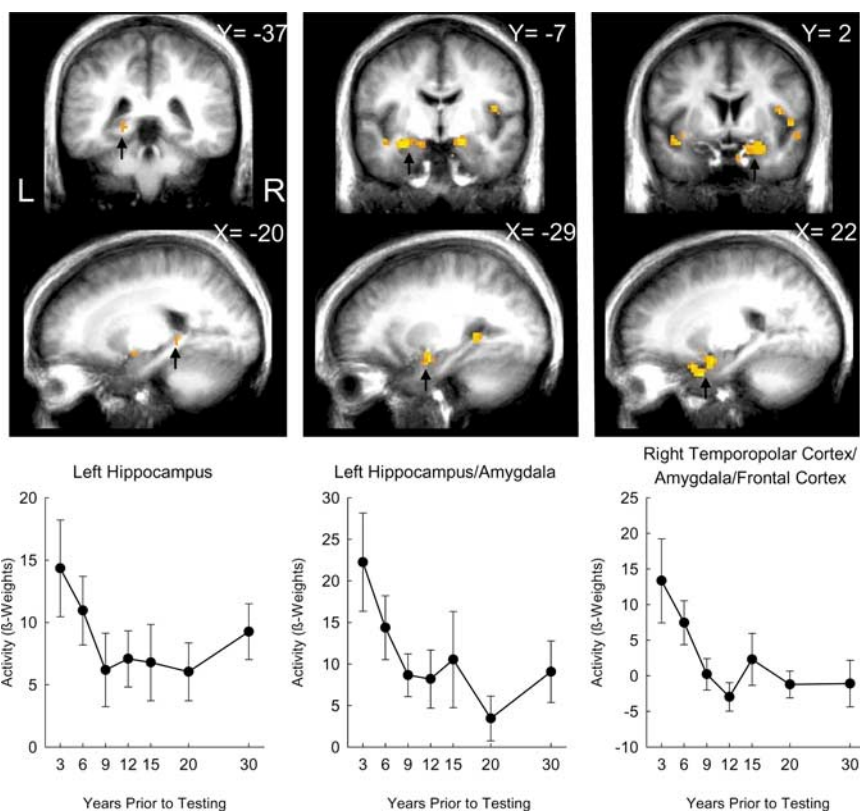 Y= -37
Y= -7
Y= 2
L
R
X= -20
X= -29
X= 22
Left Hippocampus
20
15
10
5
0
Activity (ß-Weights)
3 6 9 12 15 20 30
Years Prior to Testing
Left Hippocampus/Amygdala
30
25
20
15
10
5
0
Activity (ß-Weights)
3 6 9 12 15 20 30
Years Prior to Testing
Right Temporopolar Cortex/
Amygdala/Frontal Cortex
25
20
15
10
5
0
-5
-10
Activity (ß-Weights)
3 6 9 12 15 20 30
Years Prior to Testing